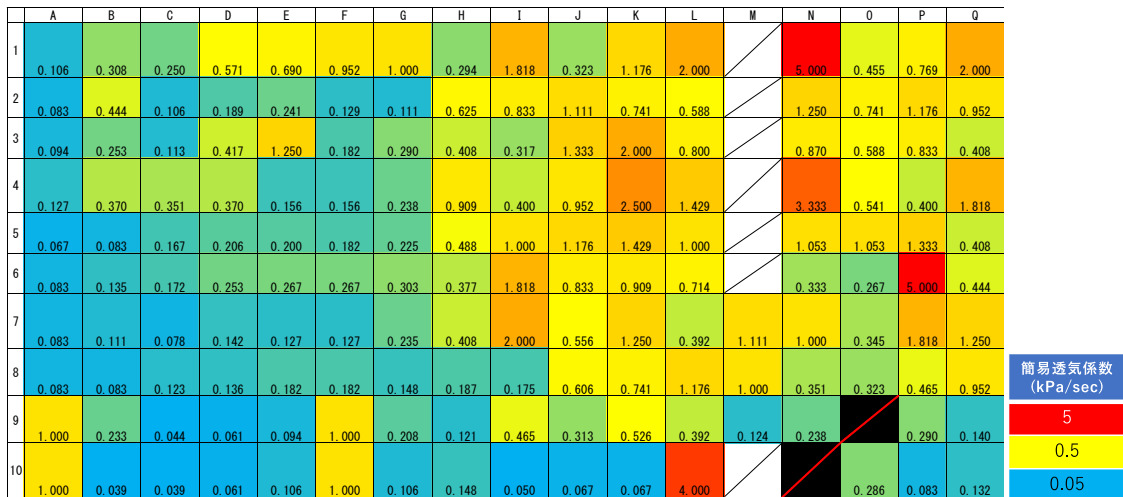 A B C D E F G H I J K L M N O P Q
1 0.106 0.308 0.250 0.571 0.690 0.952 1.000 0.294 1.818 0.323 1.176 2.000 5.000 0.455 0.769 2.000
2 0.083 0.444 0.106 0.189 0.241 0.129 0.111 0.625 0.833 1.111 0.741 0.588 1.250 0.741 1.176 0.952
3 0.094 0.253 0.113 0.417 1.250 0.182 0.290 0.408 0.317 1.333 2.000 0.800 0.870 0.588 0.833 0.408
4 0.127 0.370 0.351 0.370 0.156 0.156 0.238 0.909 0.400 0.952 2.500 1.429 3.333 0.541 0.400 1.818
5 0.067 0.083 0.167 0.206 0.200 0.182 0.225 0.488 1.000 1.176 1.429 1.000 1.053 1.053 1.333 0.408
6 0.083 0.135 0.172 0.253 0.267 0.267 0.303 0.377 1.818 0.833 0.909 0.714 0.333 0.267 5.000 0.444
7 0.083 0.111 0.078 0.142 0.127 0.127 0.235 0.408 2.000 0.556 1.250 0.392 1.111 1.000 0.345 1.818 1.250
8 0.083 0.083 0.123 0.136 0.182 0.182 0.148 0.187 0.175 0.606 0.741 1.176 1.000 0.351 0.323 0.465 0.952
9 1.000 0.233 0.044 0.061 0.094 1.000 0.208 0.121 0.465 0.313 0.526 0.392 0.124 0.238 0.290 0.140
10 1.000 0.039 0.039 0.061 0.106 1.000 0.106 0.148 0.050 0.067 0.067 4.000 0.286 0.083 0.132
簡易透気係数
(kPa/sec)
5
0.5
0.05